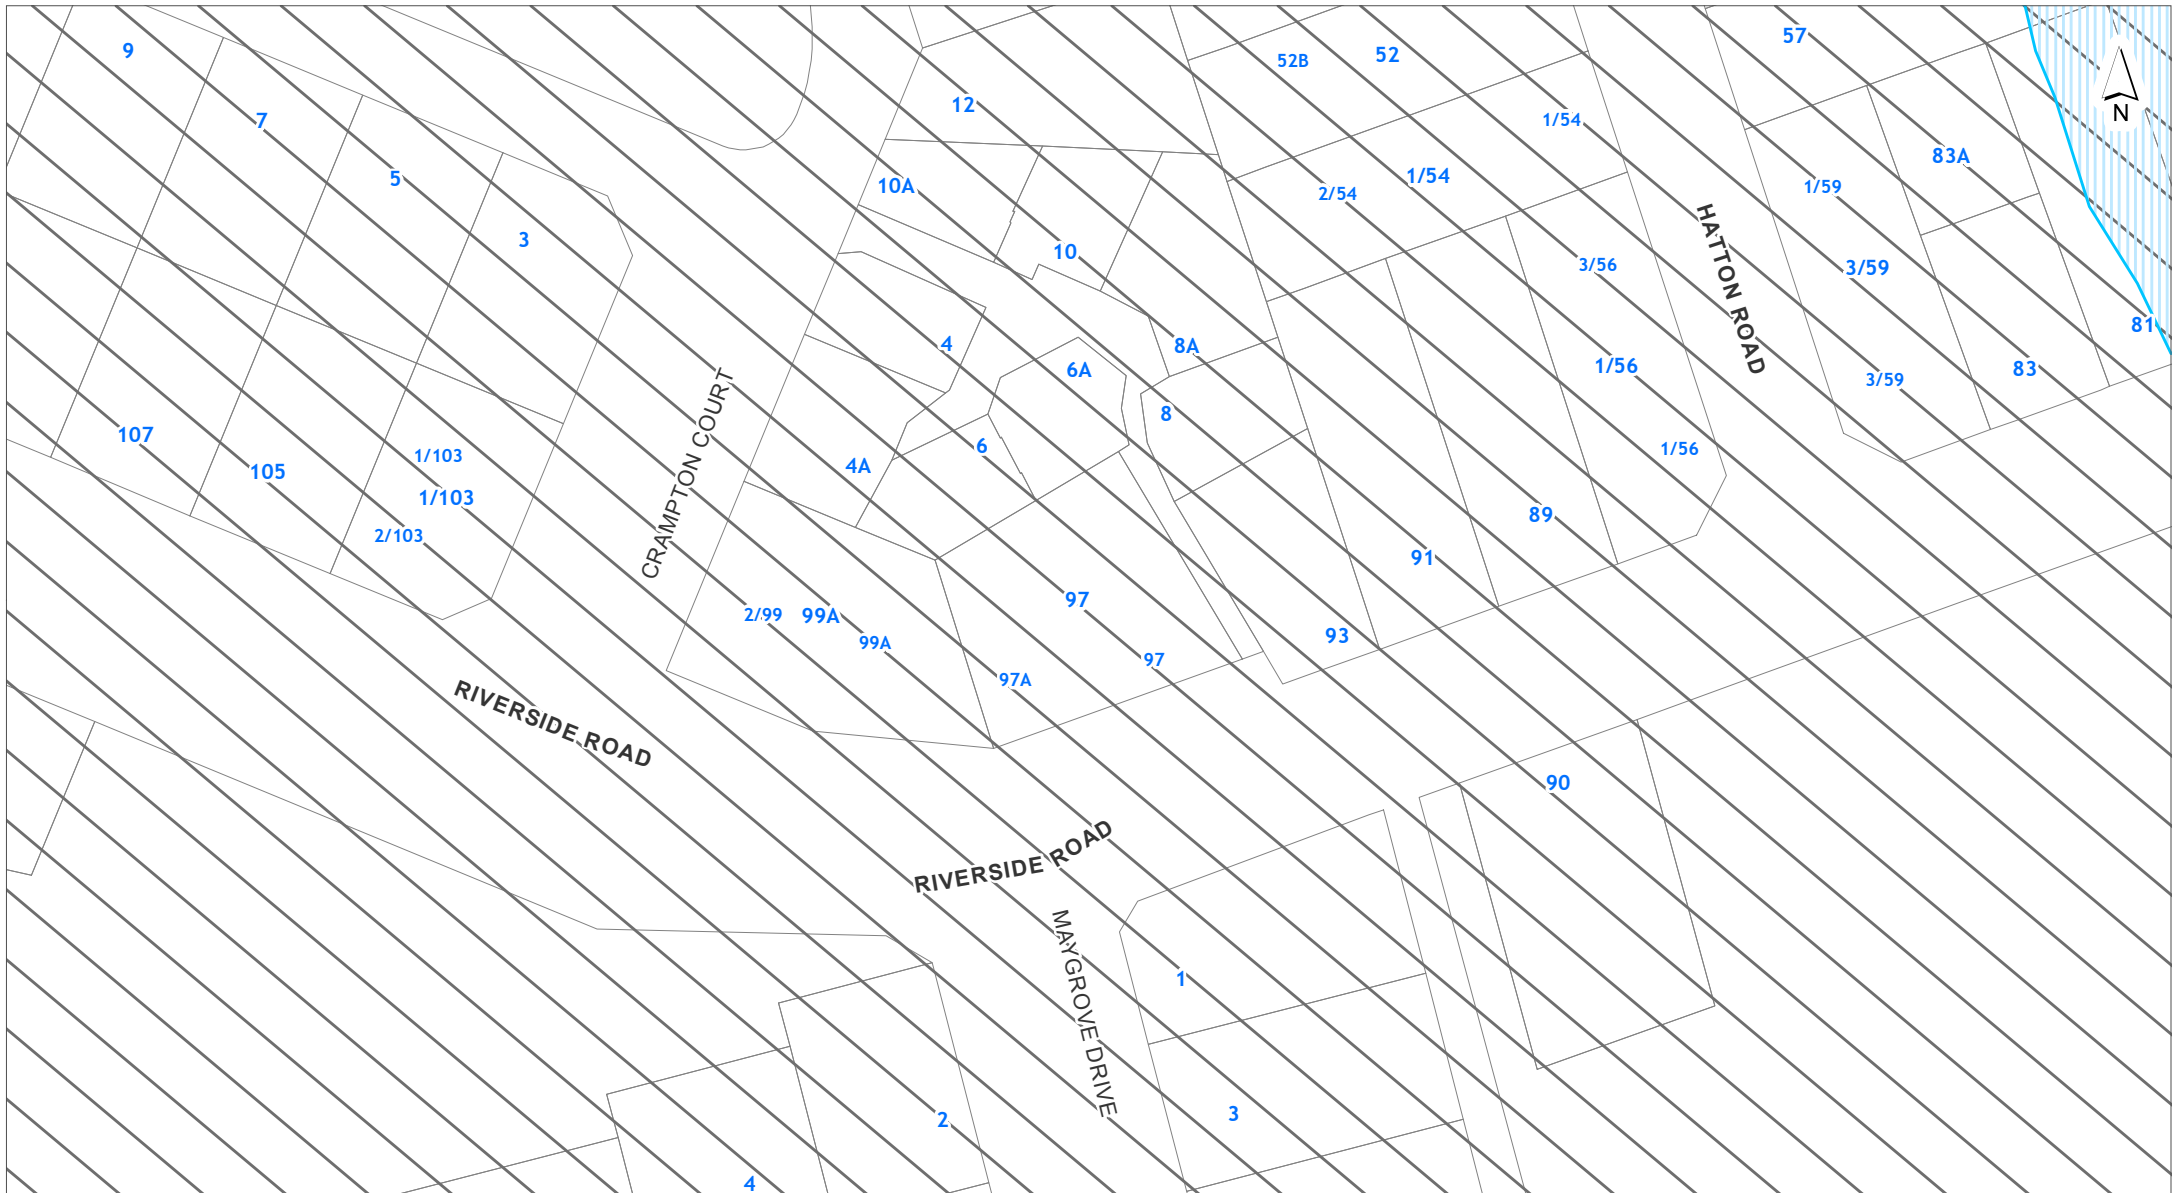 57
9
52
52B
12
N
1/54
7
83A
1/54
5
10A
1/59
2/54
3
10
3/56
3/59
HATTON ROAD
81
4
8A
1/56
6A
83
3/59
8
CRAMPTON COURT
107
6
1/56
1/103
4A
105
1/103
89
2/103
91
97
2/99
99A
93
99A
97
97A
RIVERSIDE ROAD
90
RIVERSIDE ROAD
MAYGROVE DRIVE
1
3
2
4